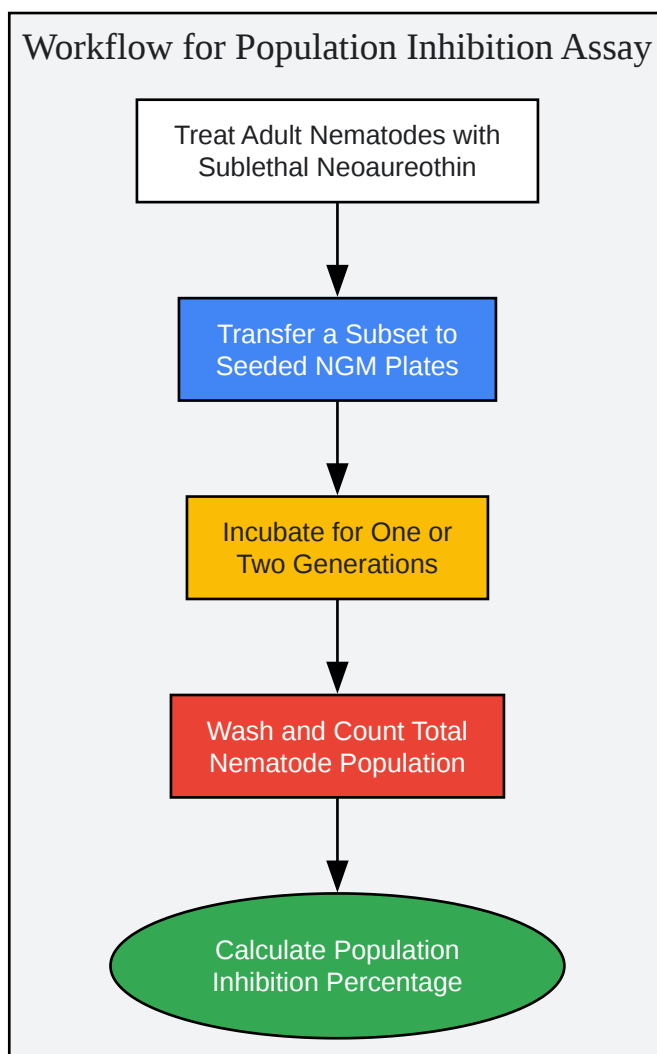 Workflow for Population Inhibition Assay
Treat Adult Nematodes with
Sublethal Neoaureothin
Transfer a Subset to
Seeded NGM Plates
Incubate for One or
Two Generations
Wash and Count Total
Nematode Population
Calculate Population
Inhibition Percentage